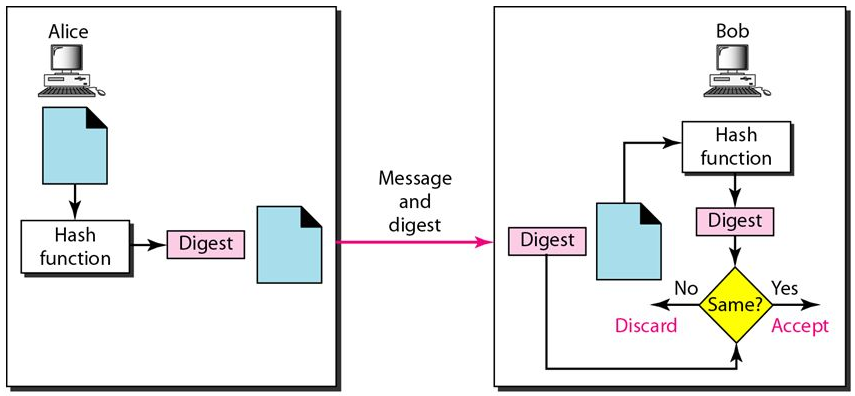 Alice
Hash
function
Digest
Message
and
digest
Bob
Hash
function
Digest
Digest
No
Same?
Yes
Discard
Accept